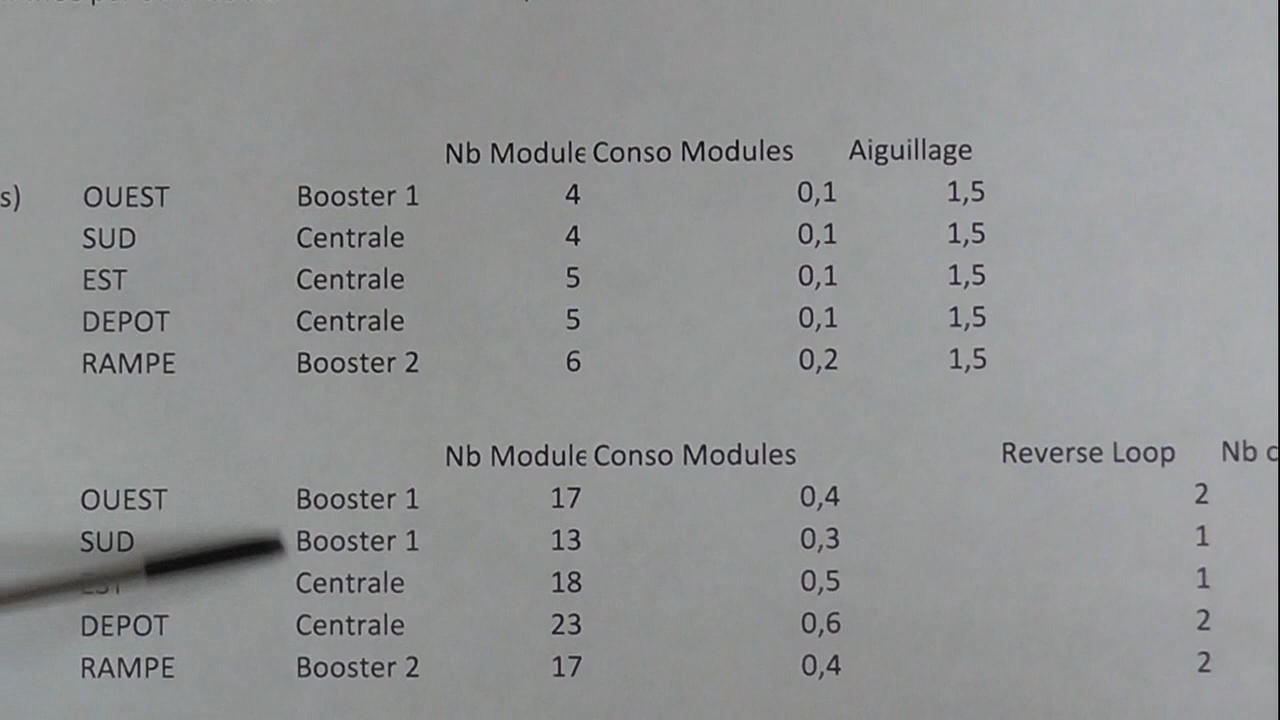 Nb Module Conso Modules Aiguillage
s) OUEST Booster 1 4 0,1 1,5
SUD Centrale 4 0,1 1,5
EST Centrale 5 0,1 1,5
DEPOT Centrale 5 0,1 1,5
RAMPE Booster 2 6 0,2 1,5
Nb Module Conso Modules Reverse Loop Nb
OUEST Booster 1 17 0,4 2
SUD Booster 1 13 0,3 1
EST Centrale 18 0,5 1
DEPOT Centrale 23 0,6 2
RAMPE Booster 2 17 0,4 2